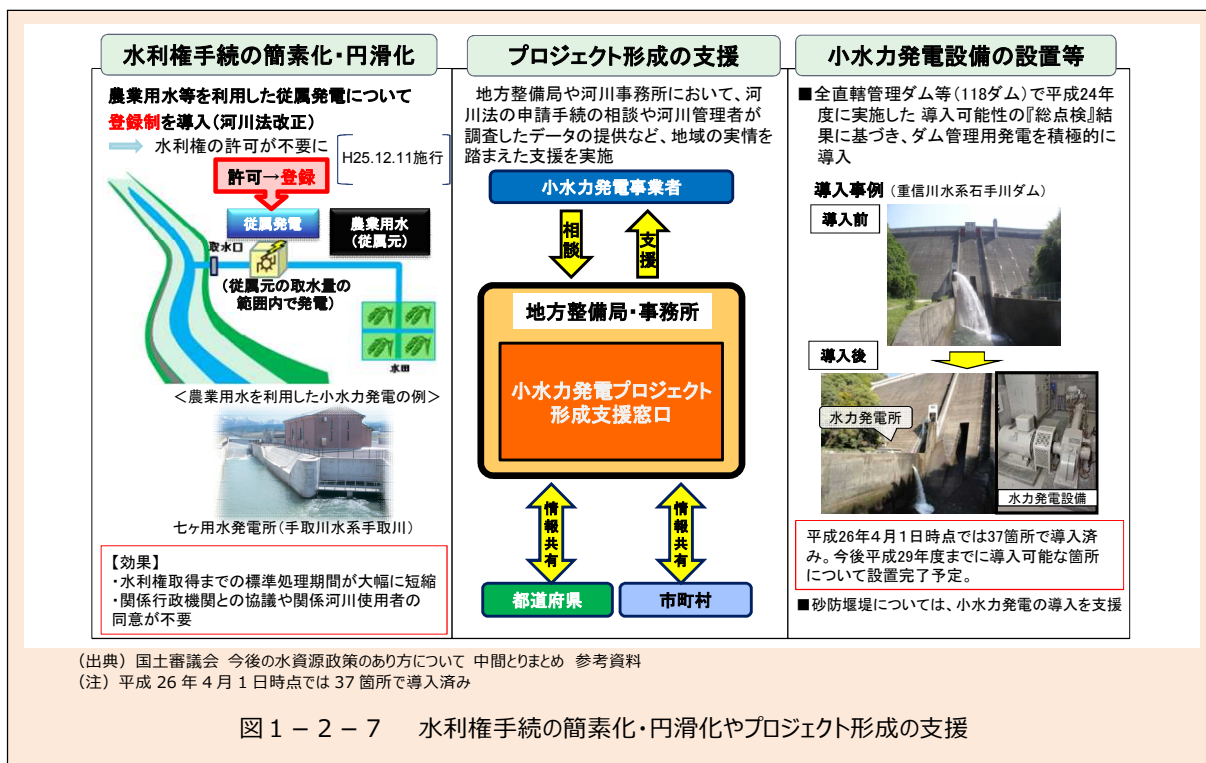 水利権手続の簡素化・円滑化
農業用水等を利用した従属発電について
登録制を導入（河川法改正）
水利権の許可が不要に
H25.12.11施行
許可→登録
従属発電
農業用水
（従属元）
取水口
（従属元の取水量の
範囲内で発電）
水田
＜農業用水を利用した小水力発電の例＞
七ヶ用水発電所（手取川水系手取川）
【効果】
・水利権取得までの標準処理期間が大幅に短縮
・関係行政機関との協議や関係河川使用者の
同意が不要
プロジェクト形成の支援
地方整備局や河川事務所において、河
川法の申請手続の相談や河川管理者が
調査したデータの提供など、地域の実情を
踏まえた支援を実施
小水力発電事業者
相談
支援
地方整備局・事務所
小水力発電プロジェクト
形成支援窓口
情報共有
情報共有
都道府県
市町村
小水力発電設備の設置等
■全直轄管理ダム等（118ダム）で平成24年
度に実施した 導入可能性の『総点検』結
果に基づき、ダム管理用発電を積極的に
導入
導入事例（重信川水系石手川ダム）
導入前
導入後
水力発電所
水力発電設備
平成26年４月１日時点では37箇所で導入済
み。今後平成29年度までに導入可能な箇所
について設置完了予定。
■砂防堰堤については、小水力発電の導入を支援
（出典）国土審議会 今後の水資源政策のあり方について 中間とりまとめ 参考資料
（注）平成 26 年 4 月 1 日時点では 37 箇所で導入済み
図１－２－７ 水利権手続の簡素化・円滑化やプロジェクト形成の支援